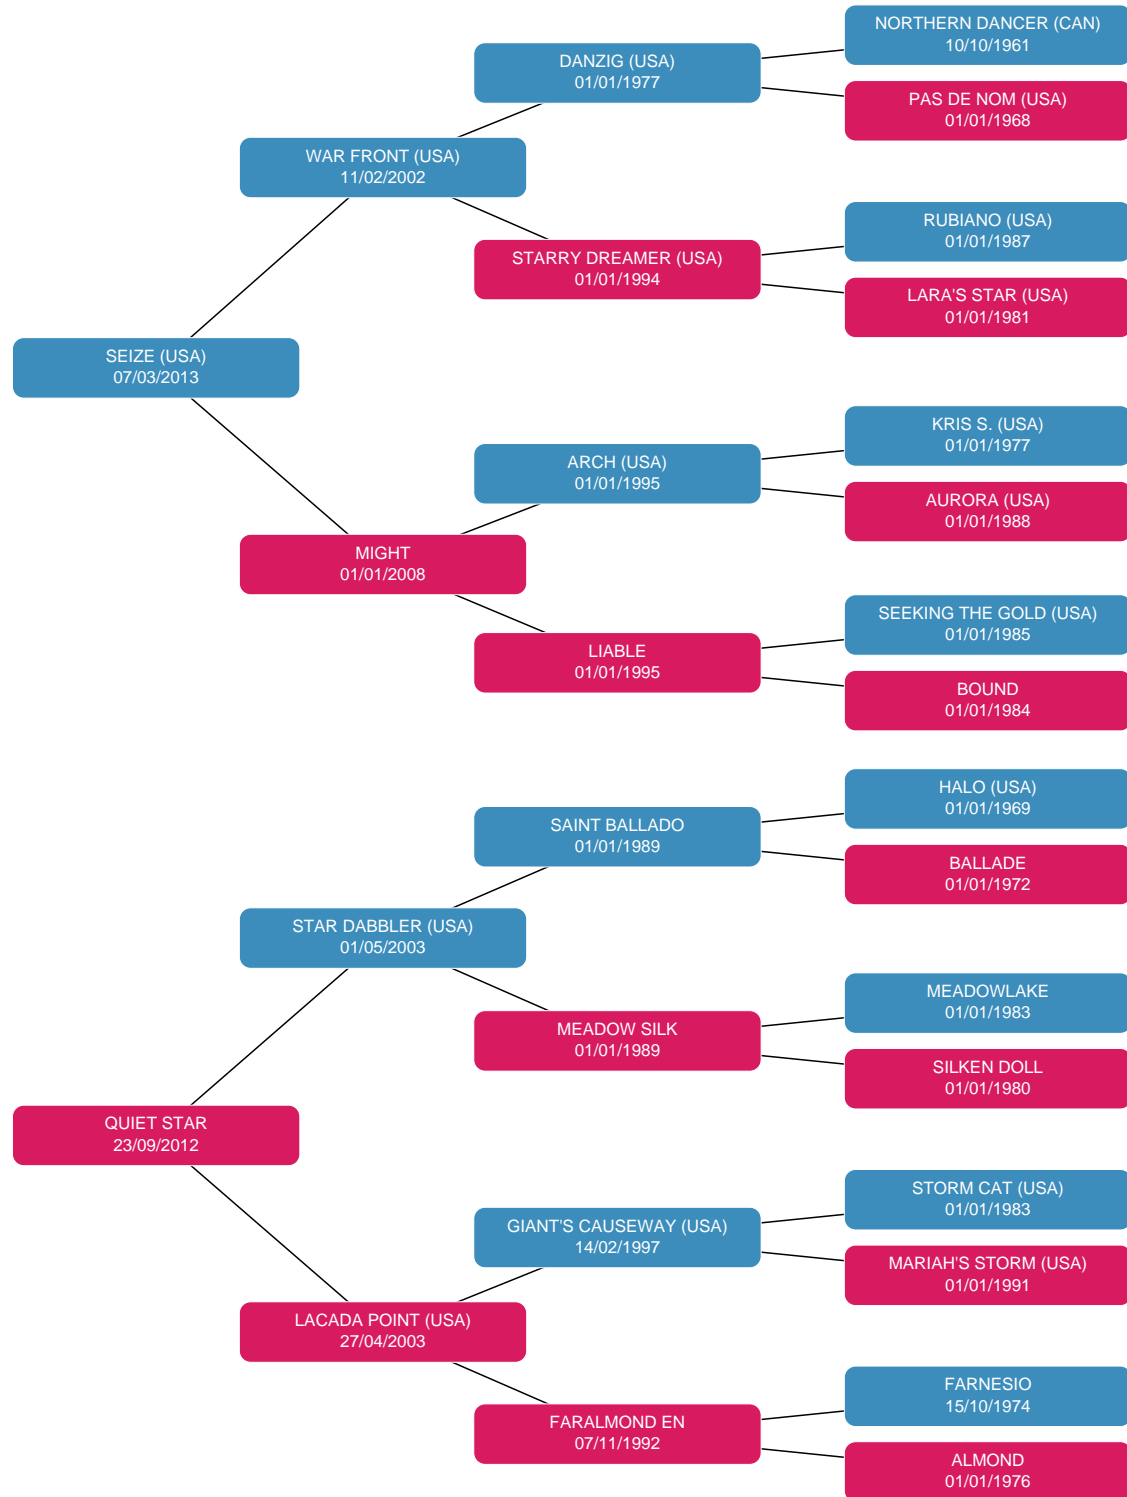 NORTHERN DANCER (CAN)
10/10/1961
DANZIG (USA)
01/01/1977
PAS DE NOM (USA)
01/01/1968
WAR FRONT (USA)
11/02/2002
RUBIANO (USA)
01/01/1987
STARRY DREAMER (USA)
01/01/1994
LARA'S STAR (USA)
01/01/1981
SEIZE (USA)
07/03/2013
KRIS S. (USA)
01/01/1977
ARCH (USA)
01/01/1995
AURORA (USA)
01/01/1988
MIGHT
01/01/2008
SEEKING THE GOLD (USA)
01/01/1985
LIABLE
01/01/1995
BOUND
01/01/1984
HALO (USA)
01/01/1969
SAINT BALLADO
01/01/1989
BALLADE
01/01/1972
STAR DABBLER (USA)
01/05/2003
MEADOWLAKE
01/01/1983
MEADOW SILK
01/01/1989
SILKEN DOLL
01/01/1980
QUIET STAR
23/09/2012
STORM CAT (USA)
01/01/1983
GIANT'S CAUSEWAY (USA)
14/02/1997
MARIAH'S STORM (USA)
01/01/1991
LACADA POINT (USA)
27/04/2003
FARNESIO
15/10/1974
FARALMOND EN
07/11/1992
ALMOND
01/01/1976